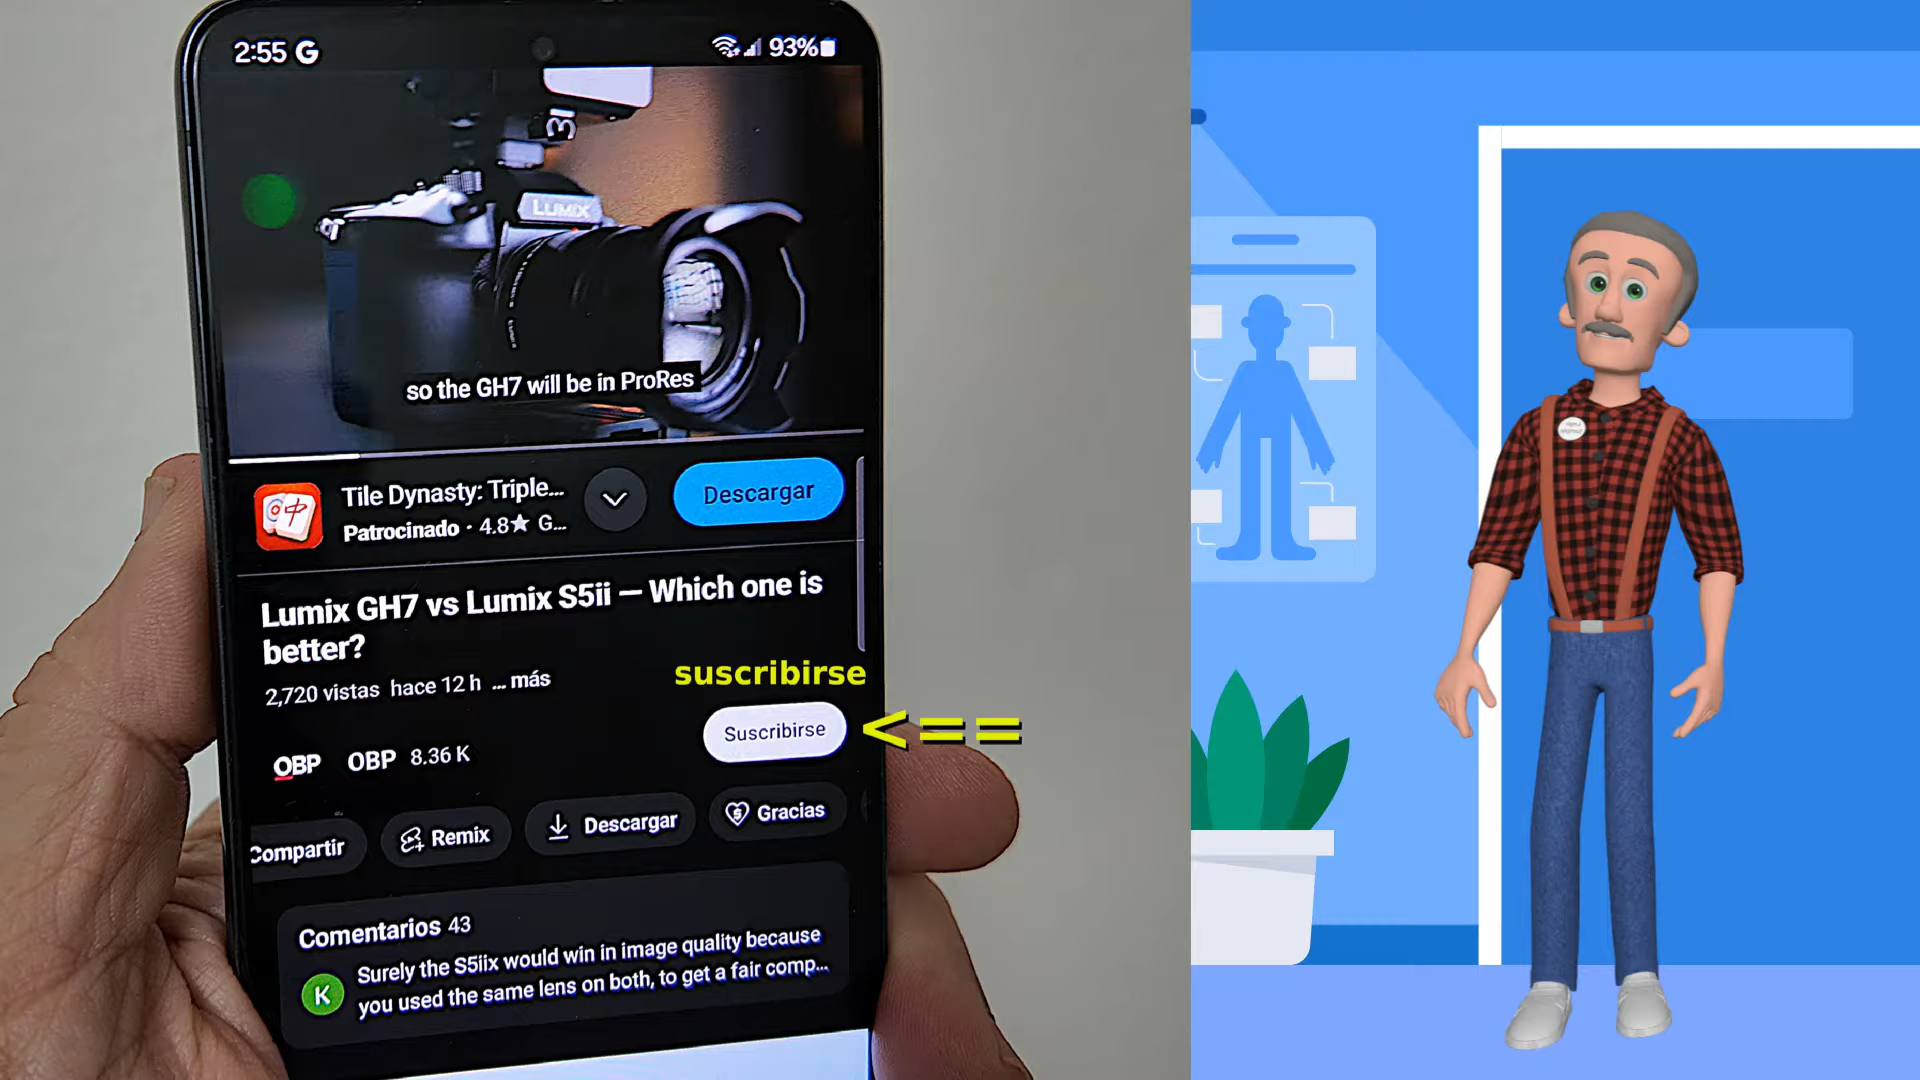 2:55 G
93%
LUMIX
so the GH7 will be in ProRes
Tile Dynasty: Triple...
Patrocinado · 4.8★ G...
Descargar
Lumix GH7 vs Lumix S5ii — Which one is
better?
2,720 vistas hace 12 h ... más
suscribirse
Suscribirse
<==
OBP OBP 8.36 K
Compartir
Remix
Descargar
Gracias
Comentarios 43
K
Surely the S5iix would win in image quality because
you used the same lens on both, to get a fair comp...